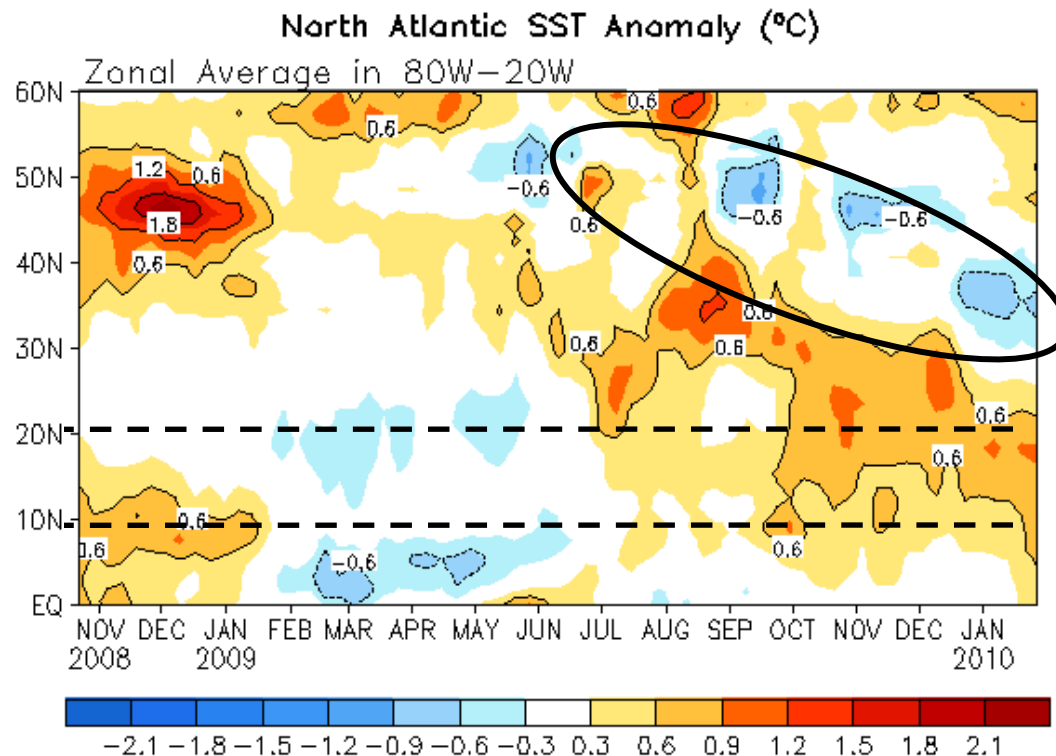 North Atlantic SST Anomaly (ºC)
Zonal Average in 80W-20W
60N
50N
40N
30N
20N
10N
EQ
0.6
0.6
1.2
0.6
1.8
0.6
-0.6
0.6
-0.6
-0.6
0.6
0.6
0.6
0.6
0.6
0.6
0.6
0.6
-0.6
0.6
NOV DEC JAN FEB MAR APR MAY JUN JUL AUG SEP OCT NOV DEC JAN
2008 2009 2010
-2.1 -1.8 -1.5 -1.2 -0.9 -0.6 -0.3 0.3 0.6 0.9 1.2 1.5 1.8 2.1